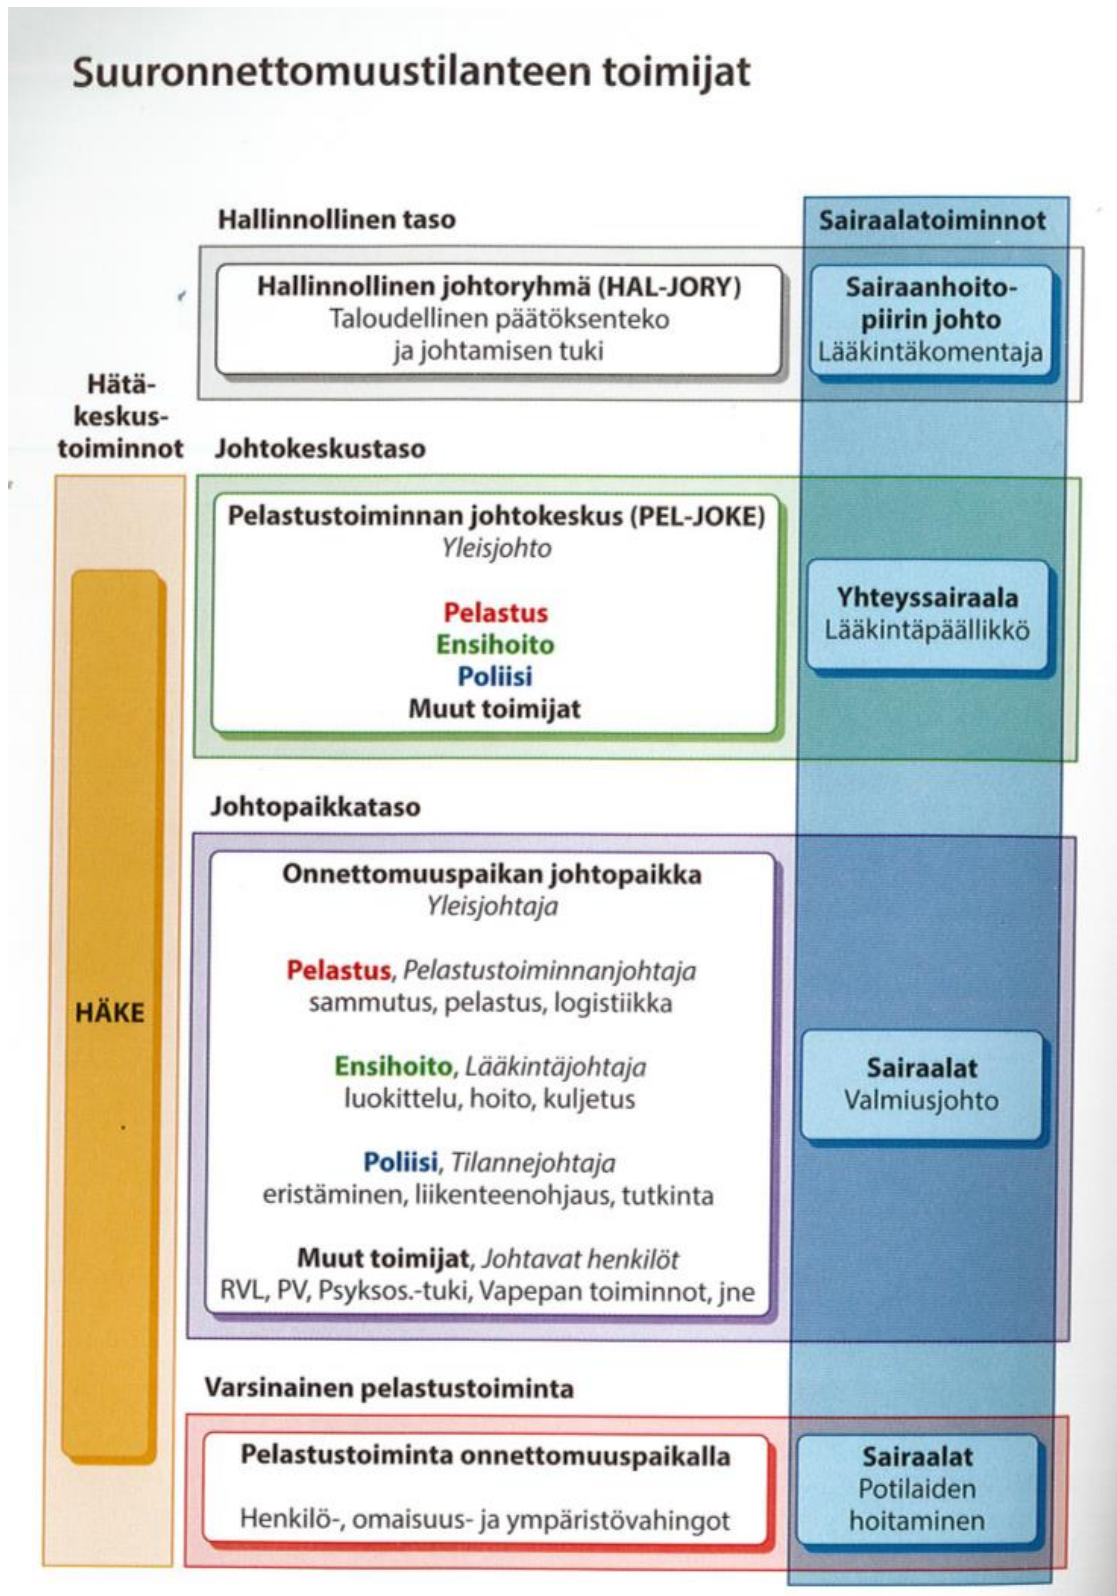 Suuronnettomuustilanteen toimijat
Hallinnollinen taso
Sairaalatoiminnot
Hallinnollinen johtoryhmä (HAL-JORY)
Taloudellinen päätöksenteko
ja johtamisen tuki
Sairaanhoito-
piirin johto
Lääkintäkomentaja
Hätä-
keskus-
toiminnot
Johtokeskustaso
Pelastustoiminnan johtokeskus (PEL-JOKE)
Yleisjohto
Pelastus
Ensihoito
Poliisi
Muut toimijat
Yhteyssairaala
Lääkintäpäällikkö
Johtopaikkataso
Onnettomuuspaikan johtopaikka
Yleisjohtaja
Pelastus, Pelastustoiminnanjohtaja
sammutus, pelastus, logistiikka
HÄKE
Ensihoito, Lääkintäjohtaja
luokittelu, hoito, kuljetus
Sairaalat
Valmiusjohto
Poliisi, Tilannejohtaja
eristäminen, liikenteenohjaus, tutkinta
Muut toimijat, Johtavat henkilöt
RVL, PV, Psyksos.-tuki, Vapepan toiminnot, jne
Varsinainen pelastustoiminta
Pelastustoiminta onnettomuuspaikalla
Henkilö-, omaisuus- ja ympäristövahingot
Sairaalat
Potilaiden
hoitaminen